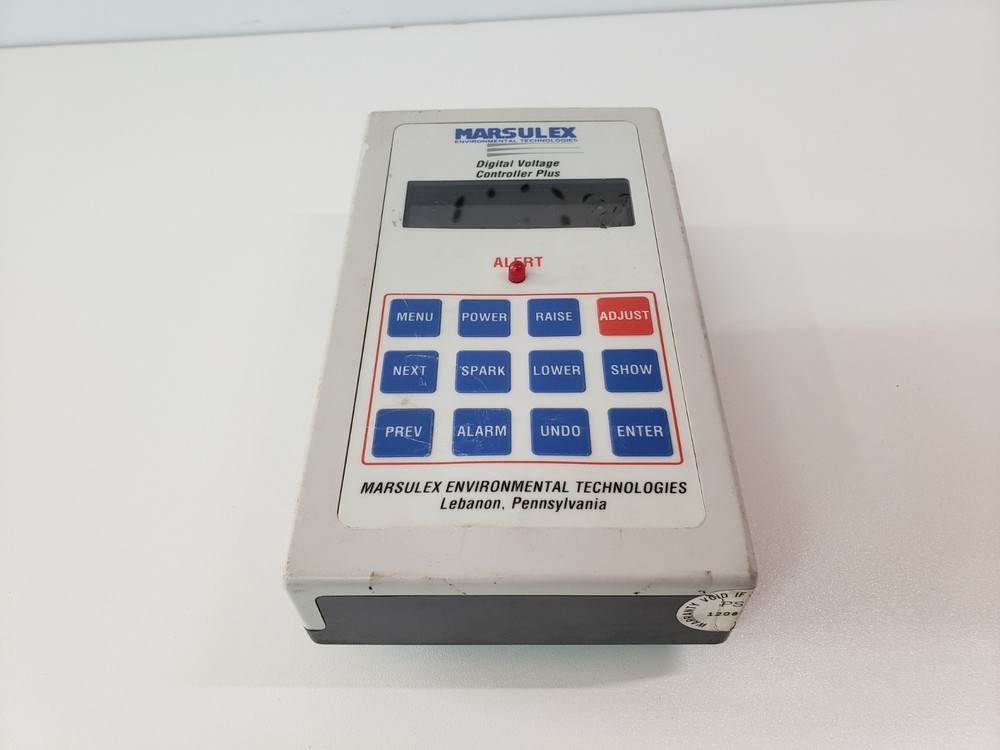 MARSULEX
ENVIRONMENTAL TECHNOLOGIES
Digital Voltage
Controller Plus
ALERT
MENU POWER RAISE ADJUST
NEXT SPARK LOWER SHOW
PREV ALARM UNDO ENTER
MARSULEX ENVIRONMENTAL TECHNOLOGIES
Lebanon, Pennsylvania
WARRANTY VOID IF
PS